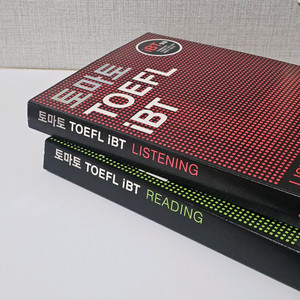 토마토
TOEFL
iBT
토마토 TOEFL iBT LISTENING
토마토 TOEFL iBT READING